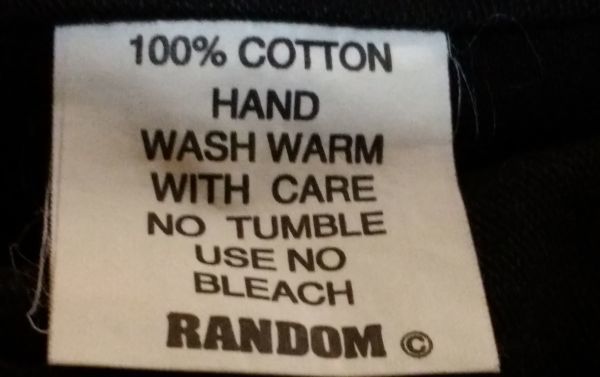 100% COTTON
HAND
WASH WARM
WITH CARE
NO TUMBLE
USE NO
BLEACH
RANDOM ©